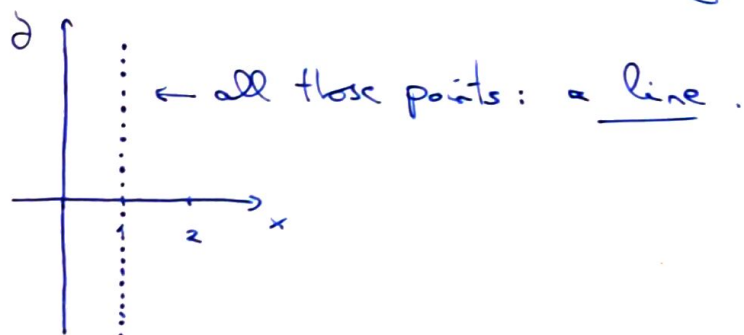 ← all those points: a line.
1 2
x